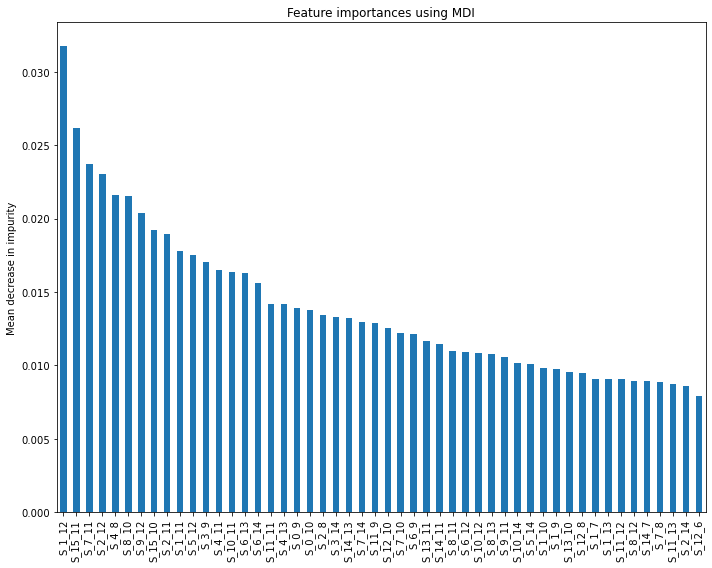 Feature importances using MDI
Mean decrease in impurity
0.030
0.025
0.020
0.015
0.010
0.005
0.000
S_1_12
S_15_11
S_7_11
S_2_12
S_4_8
S_8_10
S_9_12
S_15_10
S_2_11
S_1_11
S_5_12
S_3_9
S_4_11
S_10_11
S_6_13
S_6_14
S_11_11
S_4_13
S_0_9
S_0_10
S_2_8
S_3_14
S_14_13
S_7_14
S_11_9
S_12_10
S_7_10
S_6_9
S_13_11
S_14_11
S_8_11
S_6_12
S_10_12
S_8_13
S_9_11
S_10_14
S_5_14
S_1_10
S_1_9
S_13_10
S_12_8
S_1_7
S_1_13
S_11_12
S_8_12
S_14_7
S_7_8
S_11_13
S_2_14
S_12_6